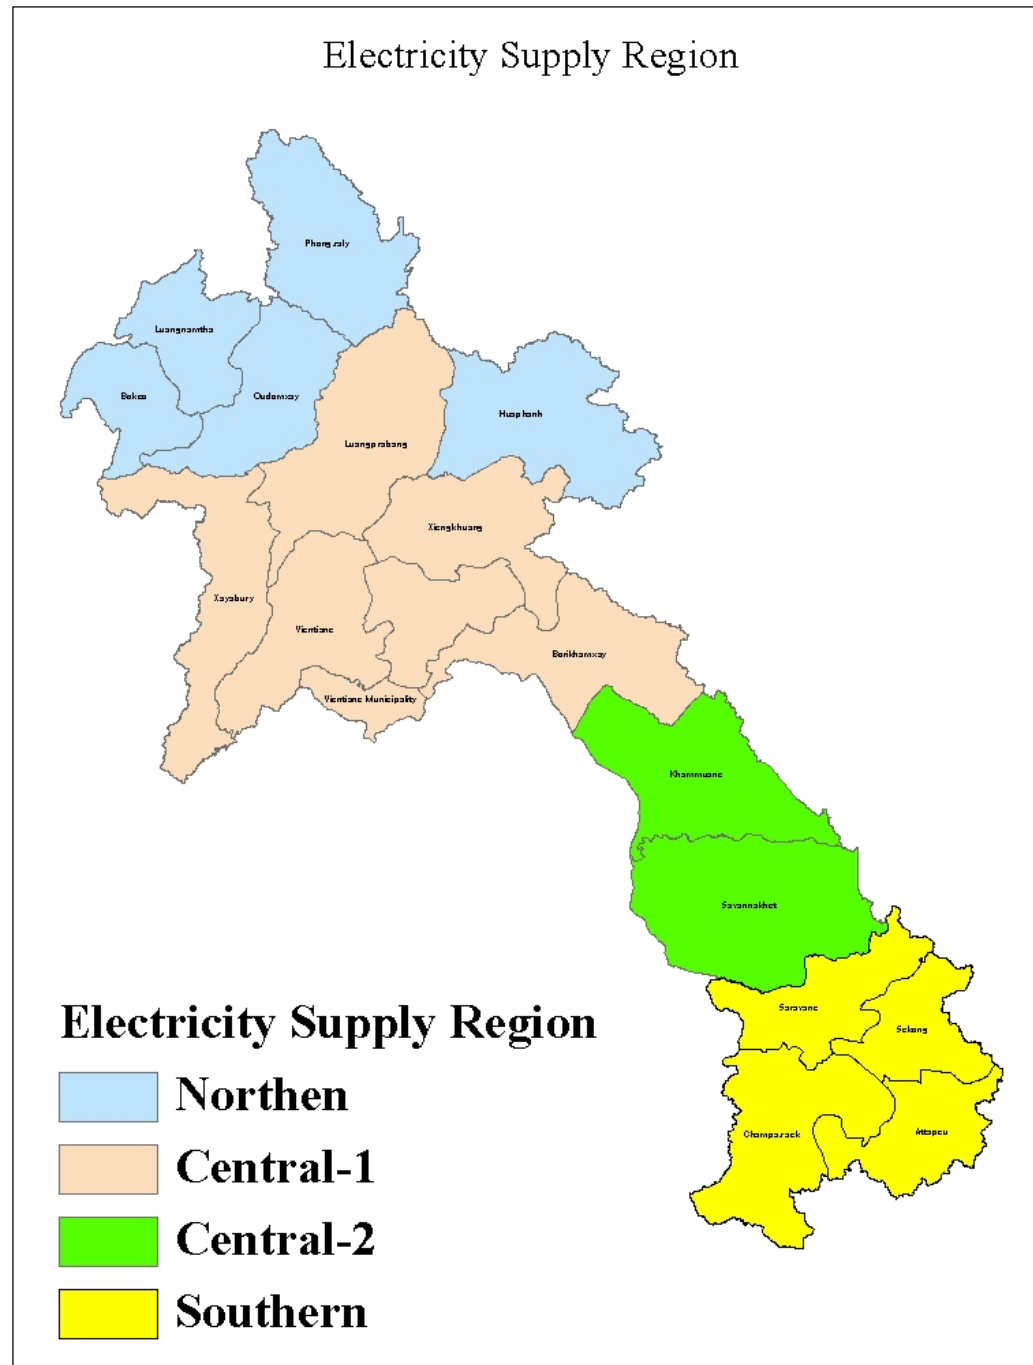 Electricity Supply Region
Phongsaly
Luangnamtha
Bokeo
Oudomxay
Huaphanh
Luangprabang
Xiengkhuang
Xayabury
Vientiane
Borikhamxay
Vientiane Municipality
Khammuane
Savannakhet
Saravane
Sekong
Champasack
Attapeu
Electricity Supply Region
Northen
Central-1
Central-2
Southern